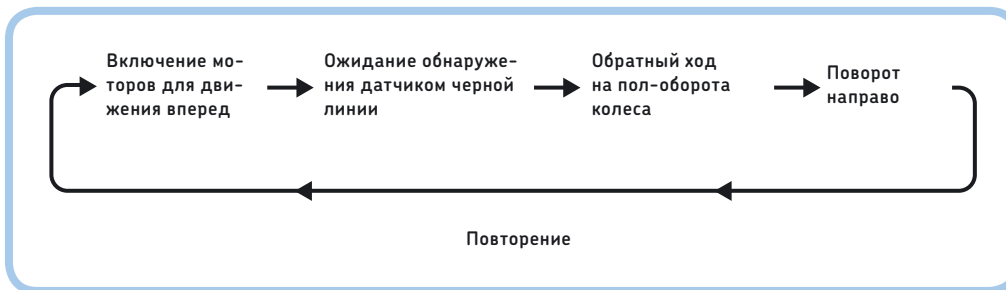 Включение мо-
торов для дви-
жения вперед
Ожидание обнаруже-
ния датчиком черной
линии
Обратный ход
на пол-оборота
колеса
Поворот
направо
Повторение